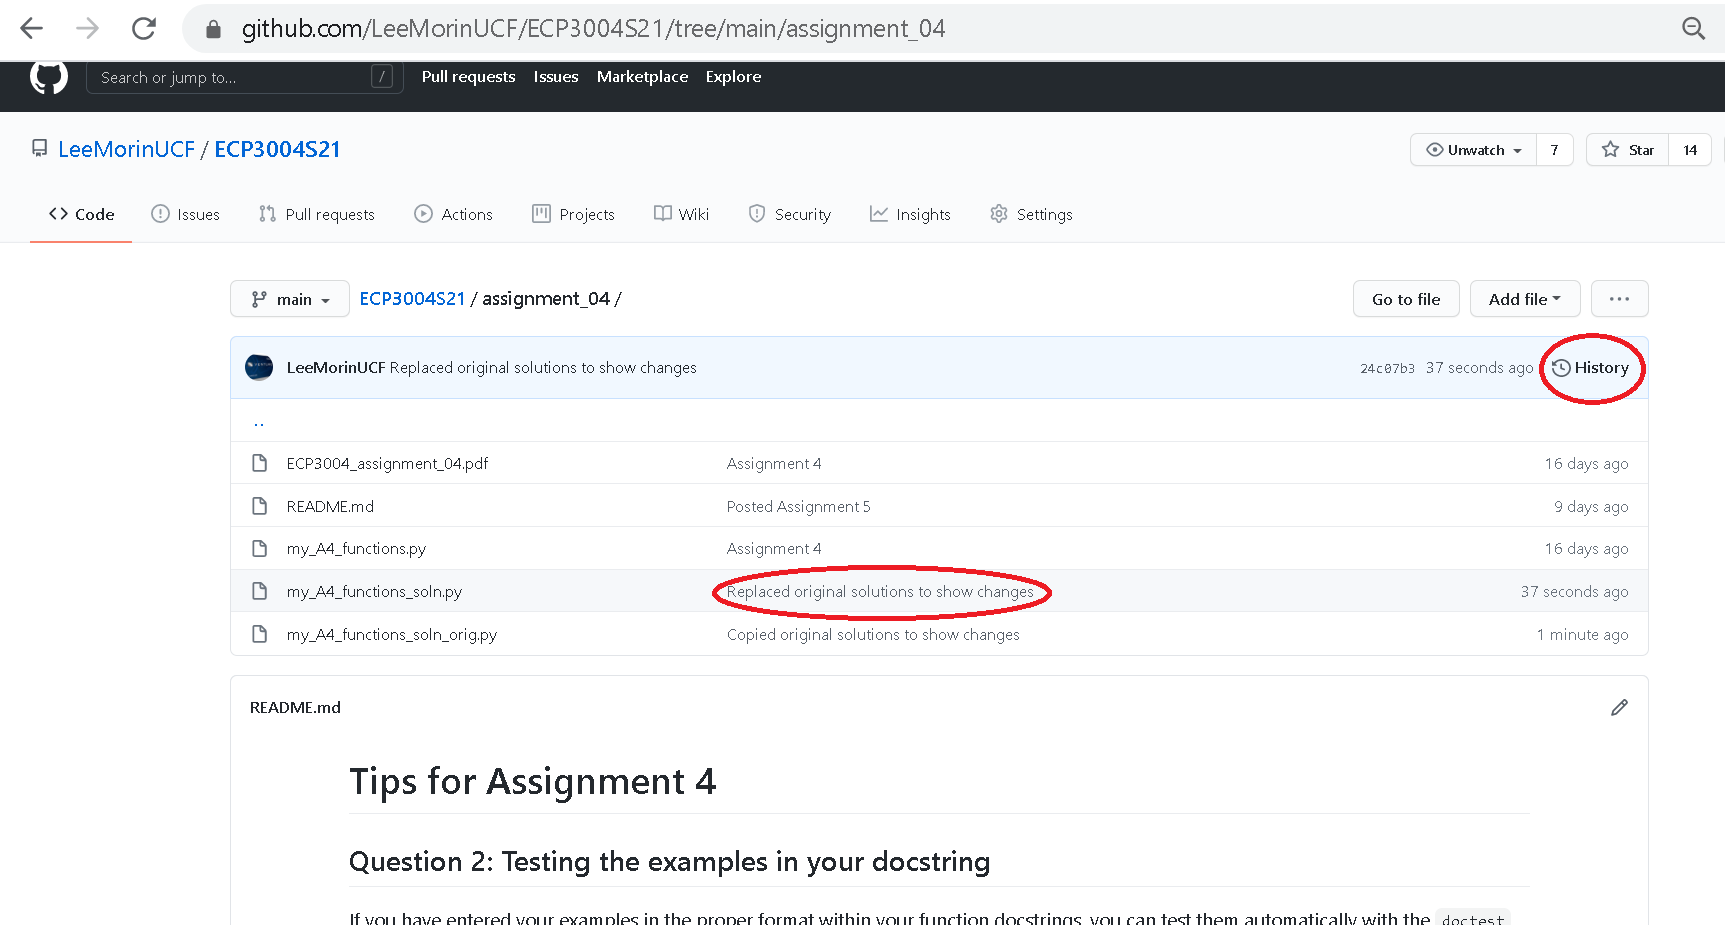 github.com/LeeMorinUCF/ECP3004S21/tree/main/assignment_04
Search or jump to... / Pull requests Issues Marketplace Explore
LeeMorinUCF / ECP3004S21 Unwatch 7 Star 14
Code Issues Pull requests Actions Projects Wiki Security Insights Settings
main ECP3004S21 / assignment_04 / Go to file Add file ...
LeeMorinUCF Replaced original solutions to show changes 24c07b3 37 seconds ago History
..
ECP3004_assignment_04.pdf Assignment 4 16 days ago
README.md Posted Assignment 5 9 days ago
my_A4_functions.py Assignment 4 16 days ago
my_A4_functions_soln.py Replaced original solutions to show changes 37 seconds ago
my_A4_functions_soln_orig.py Copied original solutions to show changes 1 minute ago
README.md
Tips for Assignment 4
Question 2: Testing the examples in your docstring
If you have entered your examples in the proper format within your function docstrings, you can test them automatically with the doctest